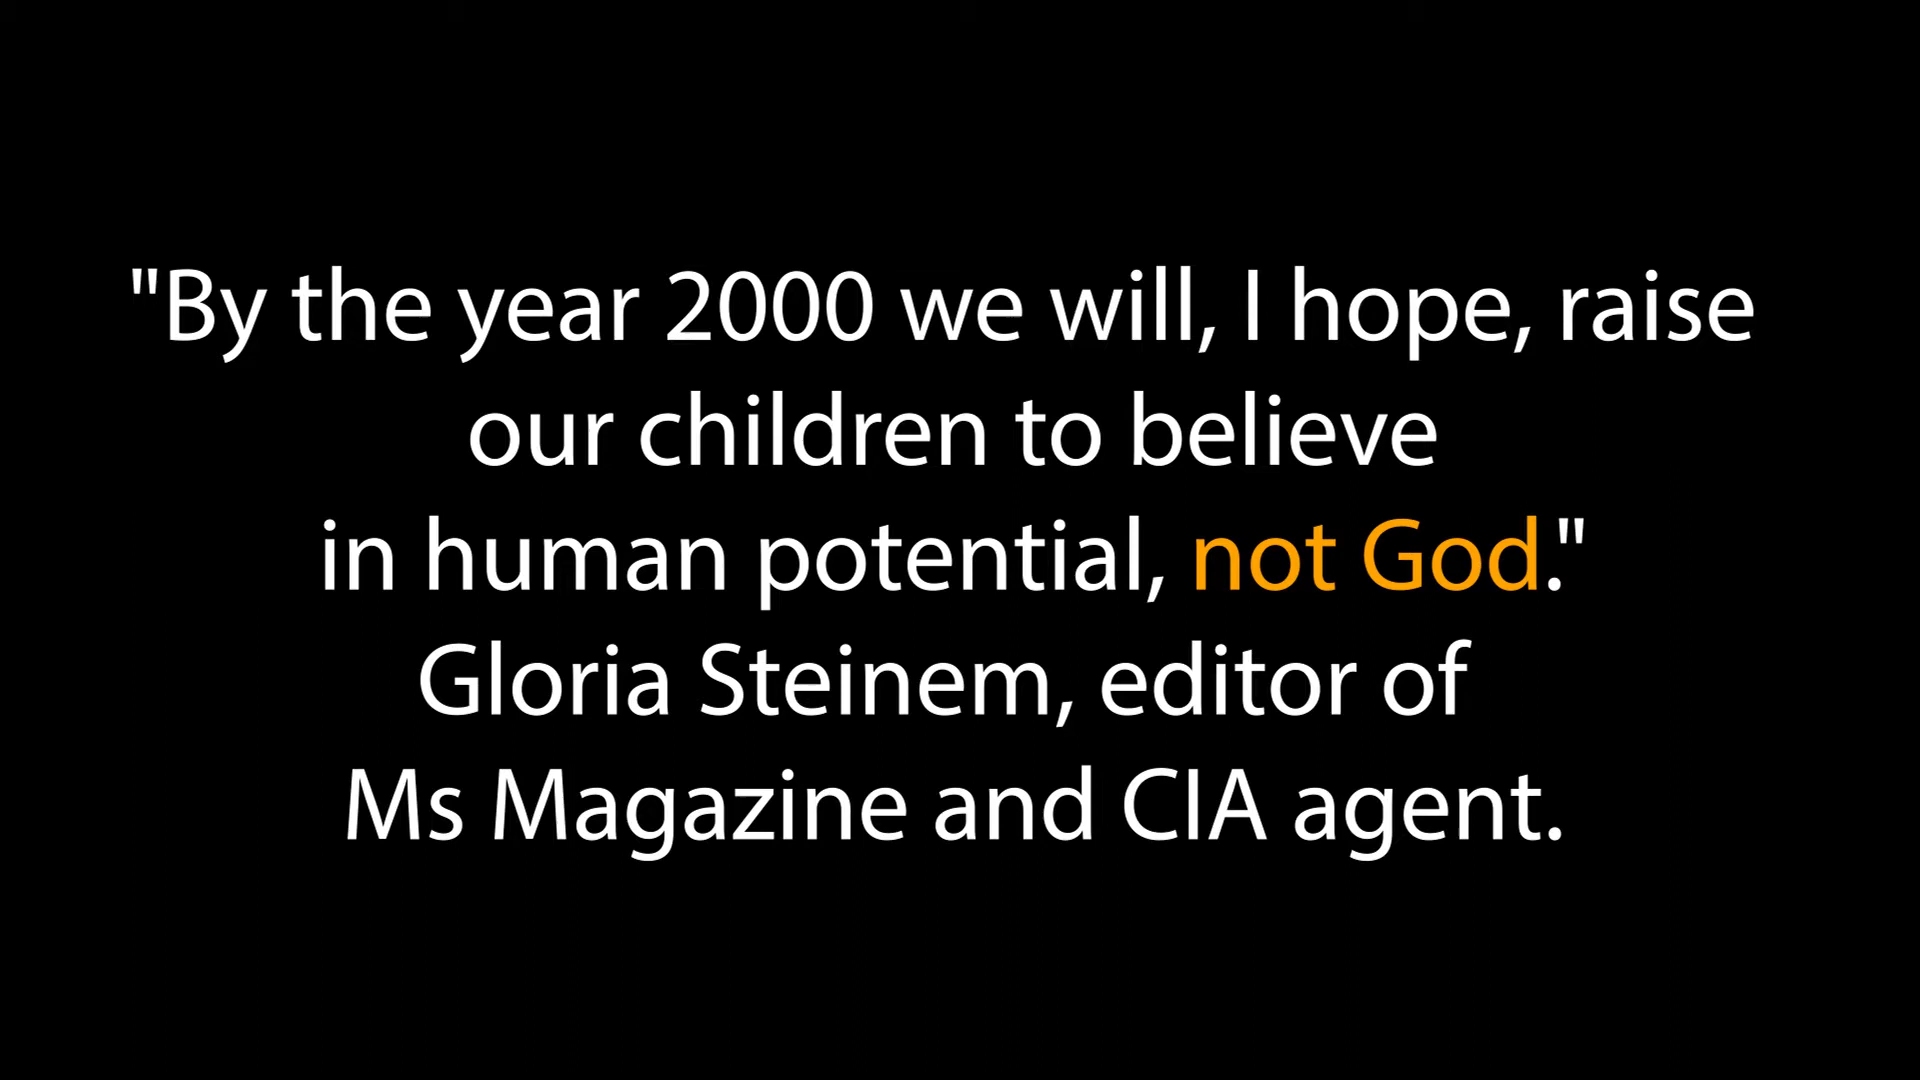 "By the year 2000 we will, I hope, raise
our children to believe
in human potential, not God."
Gloria Steinem, editor of
Ms Magazine and CIA agent.